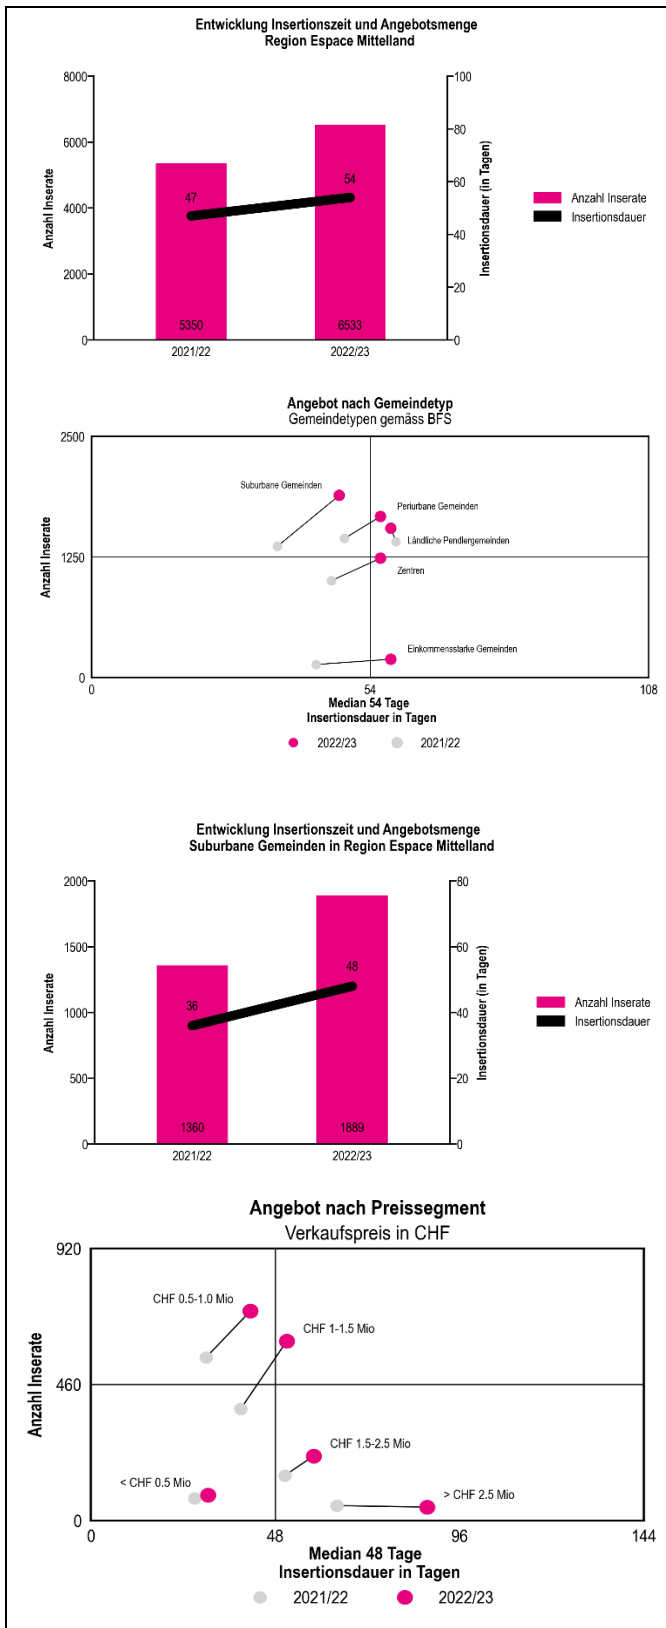 Entwicklung Insertionszeit und Angebotsmenge
Region Espace Mittelland
8000
6000
4000
2000
0
Anzahl Inserate
100
80
60
40
20
0
Insertionsdauer (in Tagen)
47
54
5350
6533
2021/22
2022/23
Anzahl Inserate
Insertionsdauer
Angebot nach Gemeindetyp
Gemeindetypen gemäss BFS
2500
1250
0
Anzahl Inserate
Suburbane Gemeinden
Periurbane Gemeinden
Ländliche Pendlergemeinden
Zentren
Einkommensstarke Gemeinden
0
54
108
Median 54 Tage
Insertionsdauer in Tagen
2022/23
2021/22
Entwicklung Insertionszeit und Angebotsmenge
Suburbane Gemeinden in Region Espace Mittelland
2000
1500
1000
500
0
Anzahl Inserate
80
60
40
20
0
Insertionsdauer (in Tagen)
36
48
1360
1889
2021/22
2022/23
Anzahl Inserate
Insertionsdauer
Angebot nach Preissegment
Verkaufspreis in CHF
920
460
0
Anzahl Inserate
CHF 0.5-1.0 Mio
CHF 1-1.5 Mio
CHF 1.5-2.5 Mio
< CHF 0.5 Mio
> CHF 2.5 Mio
0
48
96
144
Median 48 Tage
Insertionsdauer in Tagen
2021/22
2022/23